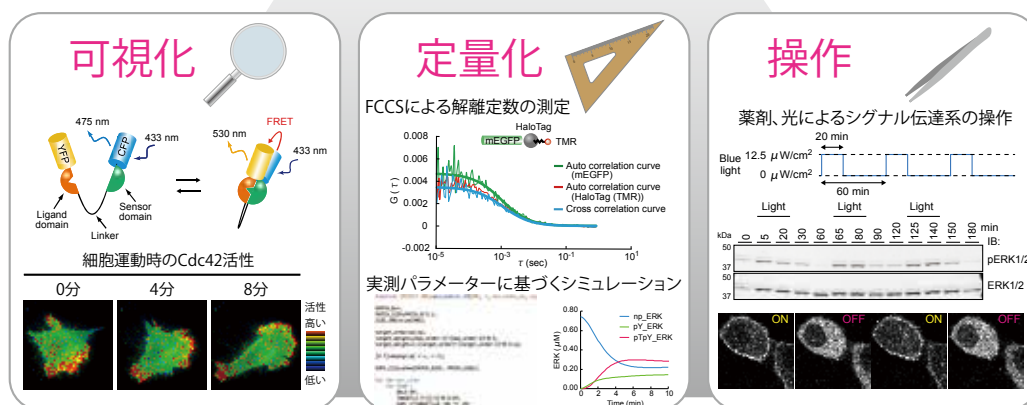 可視化
475 nm
433 nm
YFP
CFP
530 nm
FRET
433 nm
Ligand
domain
Sensor
domain
Linker
細胞運動時のCdc42活性
0分
4分
8分
活性
高い
低い
定量化
FCCSによる解離定数の測定
HaloTag
mEGFP
TMR
0.008
0.006
0.004
0.002
0
-0.002
G (τ)
Auto correlation curve
(mEGFP)
Auto correlation curve
(HaloTag (TMR))
Cross correlation curve
10-5
10-4
10-3
10-2
10-1
100
101
τ (sec)
実測パラメーターに基づくシミュレーション
0.80
0.60
0.40
0.20
0.00
ERK (μM)
np_ERK
pY_ERK
pTpY_ERK
0 2 4 6 8 10
Time (min)
操作
薬剤、光によるシグナル伝達系の操作
20 min
Blue
light
12.5 μW/cm2
0 μW/cm2
60 min
Light
Light
Light
kDa
0 5 20 30 60 65 80 90 120 125 140 150 180 min
IB:
50
37
pERK1/2
50
37
ERK1/2
ON
OFF
ON
OFF